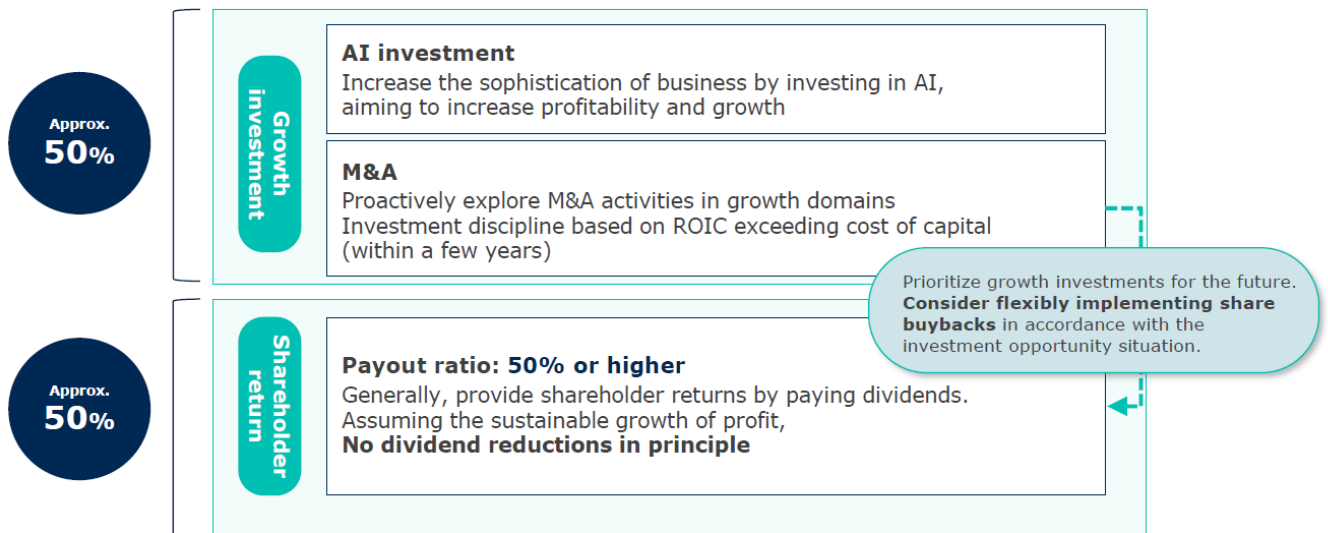 Approx.
50%
Growth
investment
AI investment
Increase the sophistication of business by investing in AI,
aiming to increase profitability and growth
M&A
Proactively explore M&A activities in growth domains
Investment discipline based on ROIC exceeding cost of capital
(within a few years)
Prioritize growth investments for the future.
Consider flexibly implementing share
buybacks in accordance with the
investment opportunity situation.
Approx.
50%
Shareholder
return
Payout ratio: 50% or higher
Generally, provide shareholder returns by paying dividends.
Assuming the sustainable growth of profit,
No dividend reductions in principle